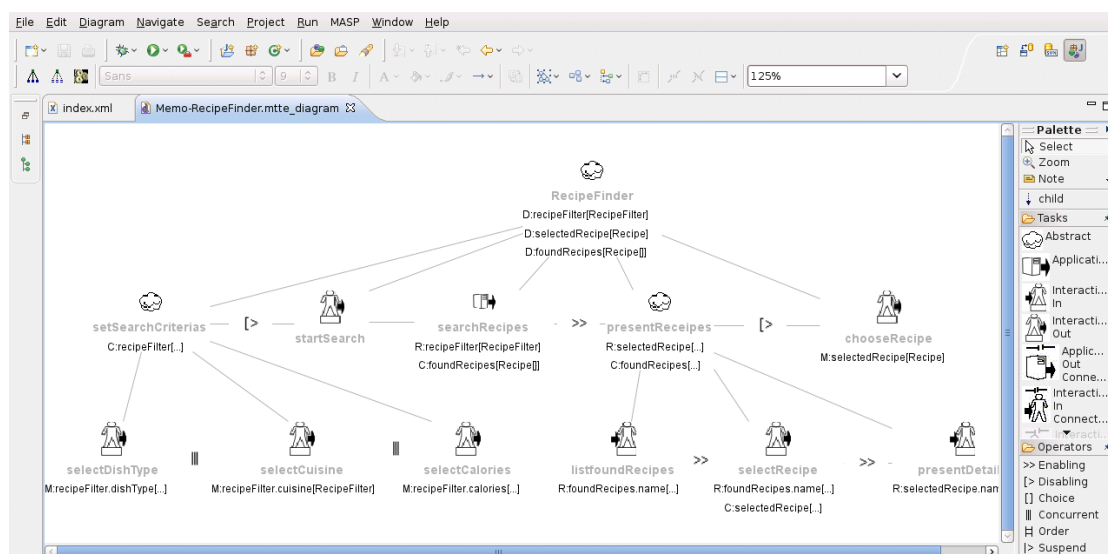 File Edit Diagram Navigate Search Project Run MASP Window Help
Sans 9 B I A 125%
index.xml Memo-RecipeFinder.mtte_diagram
Palette
Select
Zoom
Note
child
Tasks
Abstract
Applicati...
Interacti...
In
Interacti...
Out
Applic...
Out
Conne...
Interacti...
In
Connect...
Interacti...
Operators
>> Enabling
[> Disabling
[] Choice
||| Concurrent
|=| Order
|> Suspend
RecipeFinder
D:recipeFilter[RecipeFilter]
D:selectedRecipe[Recipe]
D:foundRecipes[Recipe[]]
setSearchCriterias [> startSearch searchRecipes >> presentReceipes [> chooseRecipe
C:recipeFilter[...] R:recipeFilter[RecipeFilter] R:selectedRecipe[...] M:selectedRecipe[Recipe]
C:foundRecipes[Recipe[]] C:foundRecipes[...]
selectDishType ||| selectCuisine ||| selectCalories listfoundRecipes >> selectRecipe >> presentDetail
M:recipeFilter.dishType[...] M:recipeFilter.cuisine[RecipeFilter] M:recipeFilter.calories[...] R:foundRecipes.name[...] R:foundRecipes.name[...] R:selectedRecipe.nam
C:selectedRecipe[...]